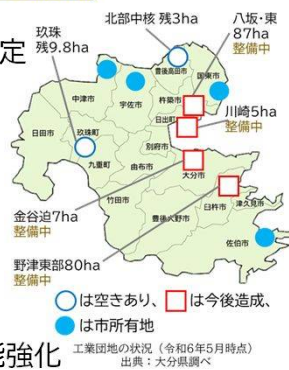 定
玖珠
残9.8ha
北部中核 残3ha
八坂・東
87ha
整備中
川崎5ha
整備中
金谷迫7ha
整備中
野津東部80ha
整備中
豊後高田市
国東市
中津市
宇佐市
杵築市
日出町
別府市
日田市
玖珠町
九重町
由布市
大分市
竹田市
豊後大野市
臼杵市
津久見市
佐伯市
は空きあり、は今後造成、
は市所有地
能強化
工業団地の状況(令和6年5月時点)
出典:大分県調べ